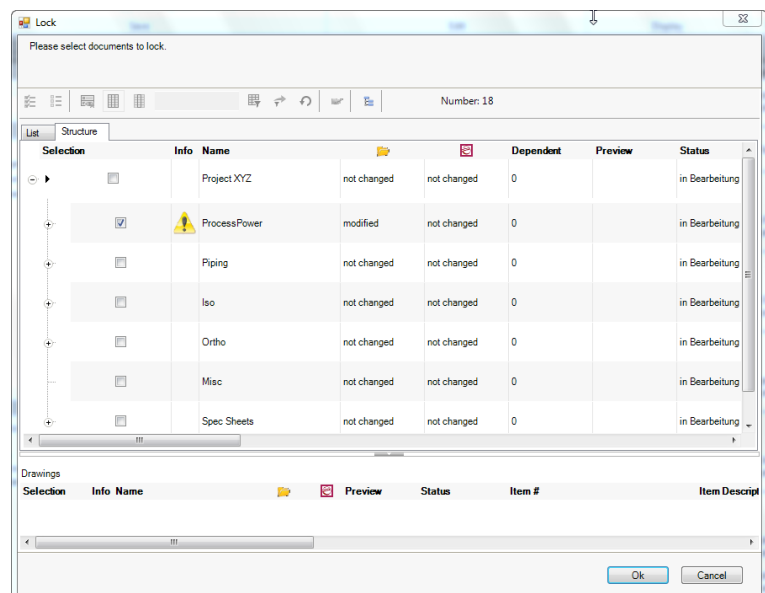 Lock
Please select documents to lock.
Number: 18
List Structure
Selection Info Name Dependent Preview Status
Project XYZ not changed not changed 0 in Bearbeitung
ProcessPower modified not changed 0 in Bearbeitung
Piping not changed not changed 0 in Bearbeitung
Iso not changed not changed 0 in Bearbeitung
Ortho not changed not changed 0 in Bearbeitung
Misc not changed not changed 0 in Bearbeitung
Spec Sheets not changed not changed 0 in Bearbeitung
Drawings
Selection Info Name Preview Status Item # Item Descript
Ok Cancel